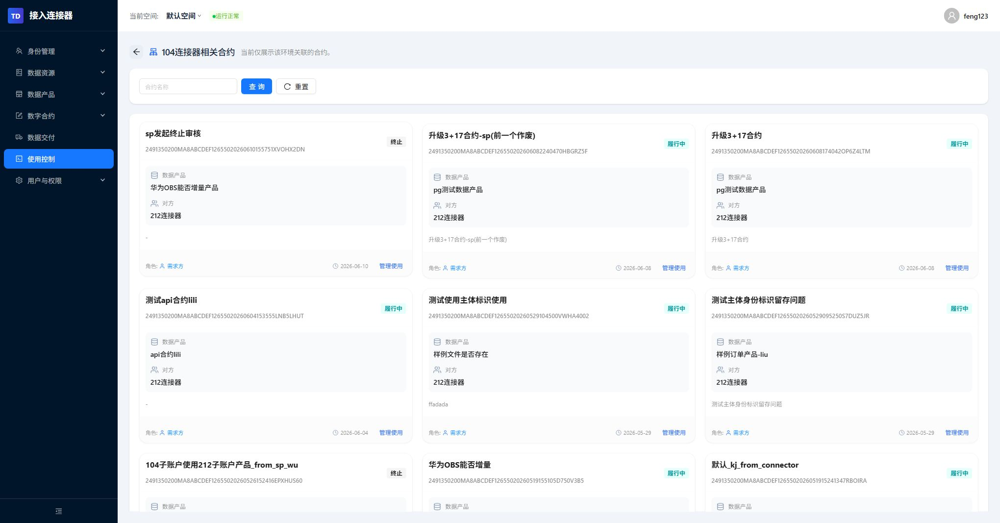 TD 接入连接器
当前空间: 默认空间 运行正常
feng123
身份管理
数据资源
数据产品
数字合约
数据交付
使用控制
用户与权限
104连接器相关合约 当前仅展示该环境关联的合约。
合约名称 查 询 重置
sp发起终止审核
终止
2491350200MA8ABCDEF1265502026061015​5751XVOHX2DN
数据产品
华为OBS能否增量产品
对方
212连接器
-
角色: 需求方 2026-06-10 管理使用
升级3+17合约-sp(前一个作废)
履行中
2491350200MA8ABCDEF126550202606082240470HBGRZ5F
数据产品
pg测试数据产品
对方
212连接器
升级3+17合约-sp(前一个作废)
角色: 需求方 2026-06-08 管理使用
升级3+17合约
履行中
2491350200MA8ABCDEF12655020260608174042OP6Z4LTM
数据产品
pg测试数据产品
对方
212连接器
升级3+17合约
角色: 需求方 2026-06-08 管理使用
测试api合约lili
履行中
2491350200MA8ABCDEF12655020260604153555LNB5LHUT
数据产品
api合约lili
对方
212连接器
-
角色: 需求方 2026-06-04 管理使用
测试使用主体标识使用
履行中
2491350200MA8ABCDEF12655020260529104500VWHA4002
数据产品
样例文件是否存在
对方
212连接器
ffadada
角色: 需求方 2026-05-29 管理使用
测试主体身份标识留存问题
履行中
2491350200MA8ABCDEF12655020260529095250S7DUZ5JR
数据产品
样例订单产品-liu
对方
212连接器
测试主体身份标识留存问题
角色: 需求方 2026-05-29 管理使用
104子账户使用212子账户产品_from_sp_wu
终止
2491350200MA8ABCDEF12655020260526152416EPXHUS60
数据产品
华为OBS能否增量
履行中
2491350200MA8ABCDEF12655020260519155105D750V3B5
数据产品
默认_kj_from_connector
履行中
2491350200MA8ABCDEF1265502026051915241347RBOIRA
数据产品